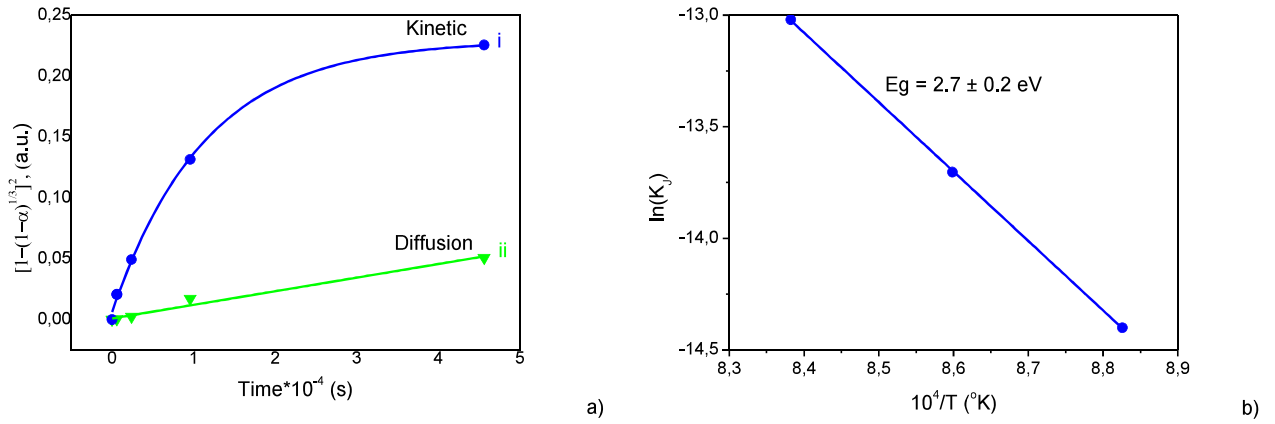 0,25
0,20
0,15
0,10
0,05
0,00
[1-(1-α)^1/3]^2, (a.u.)
Kinetic
i
Diffusion
ii
0 1 2 3 4 5
Time*10^-4 (s)
a)
-13,0
-13,5
-14,0
-14,5
ln(K_J)
Eg = 2.7 ± 0.2 eV
8,3 8,4 8,5 8,6 8,7 8,8 8,9
10^4/T (°K)
b)